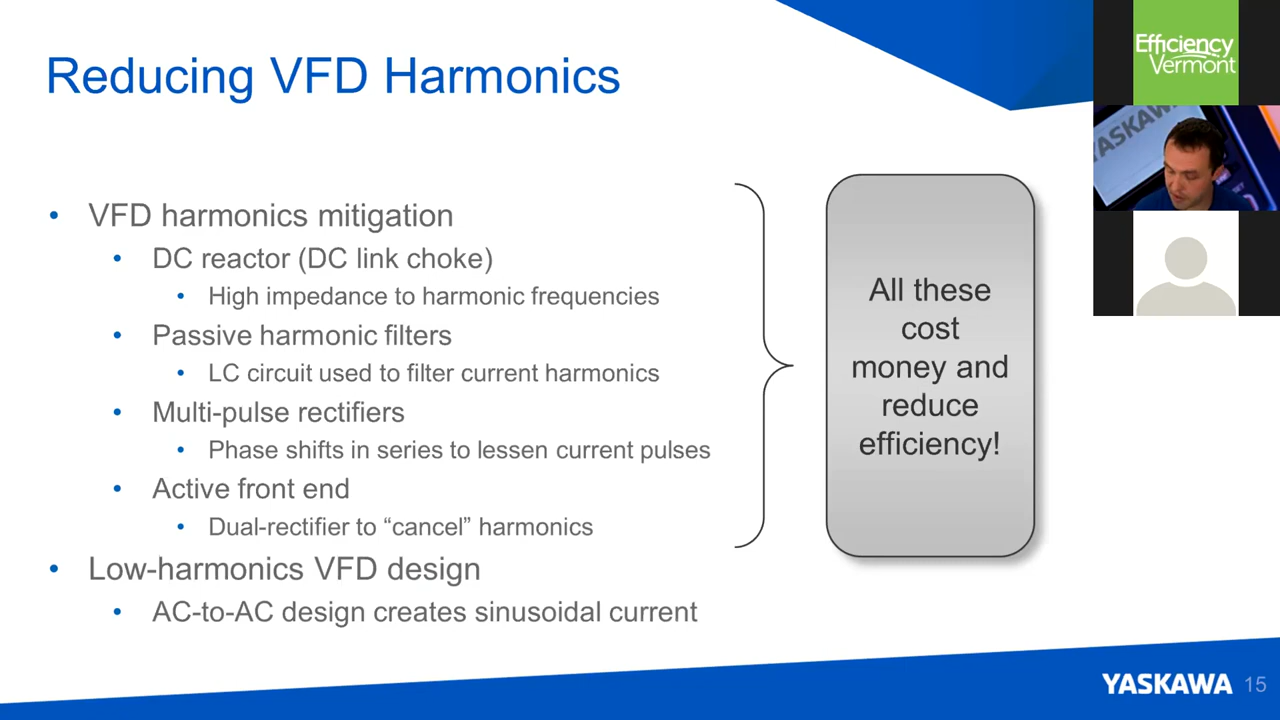 Reducing VFD Harmonics
• VFD harmonics mitigation
• DC reactor (DC link choke)
• High impedance to harmonic frequencies
• Passive harmonic filters
• LC circuit used to filter current harmonics
• Multi-pulse rectifiers
• Phase shifts in series to lessen current pulses
• Active front end
• Dual-rectifier to “cancel” harmonics
• Low-harmonics VFD design
• AC-to-AC design creates sinusoidal current
All these
cost
money and
reduce
efficiency!
Efficiency
Vermont
YASKAWA
YASKAWA 15